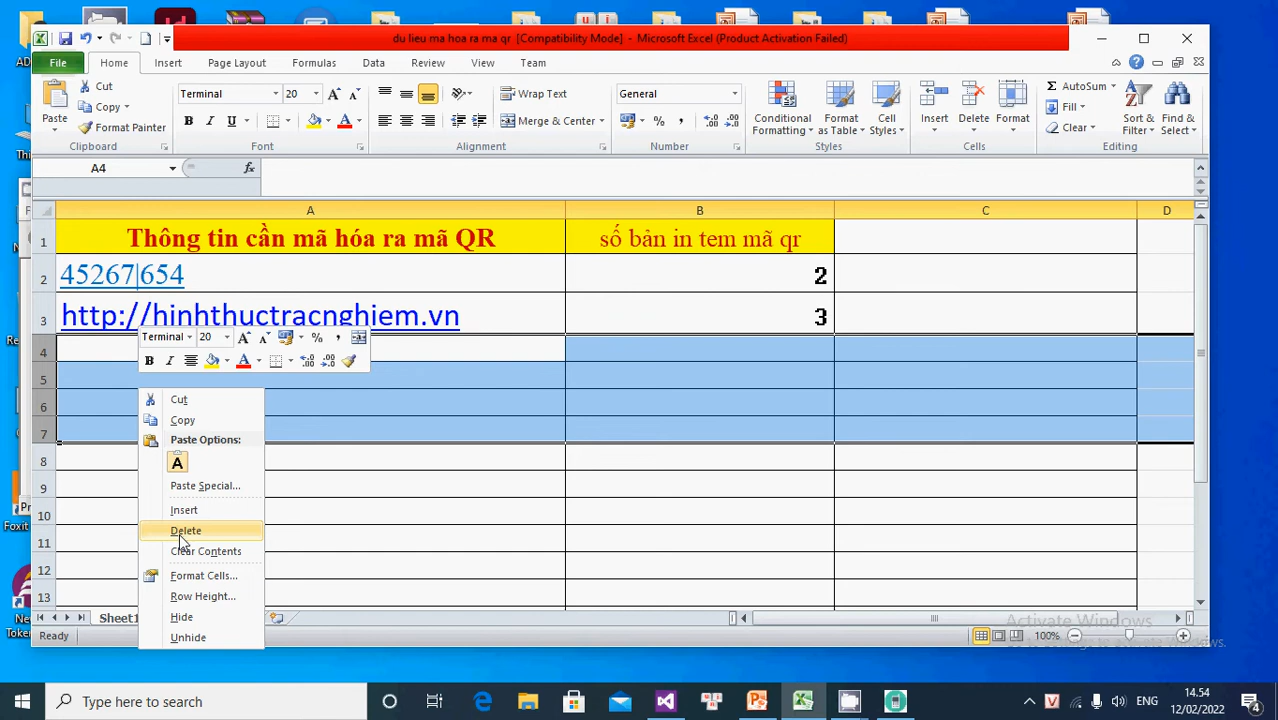 du lieu ma hoa ra ma qr [Compatibility Mode] - Microsoft Excel (Product Activation Failed)
File Home Insert Page Layout Formulas Data Review View Team
Paste
Cut
Copy
Format Painter
Clipboard
Terminal 20
B I U
Font
Wrap Text
Merge & Center
Alignment
General
Number
Conditional Formatting
Format as Table
Cell Styles
Styles
Insert Delete Format
Cells
AutoSum
Fill
Clear
Sort & Filter
Find & Select
Editing
A4
fx
A B C D
1 Thông tin cần mã hóa ra mã QR số bản in tem mã qr
2 45267|654 2
3 http://hinhthuctracnghiem.vn 3
Terminal 20
B I
4
5
6
7
8
9
10
11
12
13
Cut
Copy
Paste Options:
A
Paste Special...
Insert
Delete
Clear Contents
Format Cells...
Row Height...
Hide
Unhide
Sheet1
Ready
100%
Activate Windows
Type here to search
ENG
14.54
12/02/2022
4